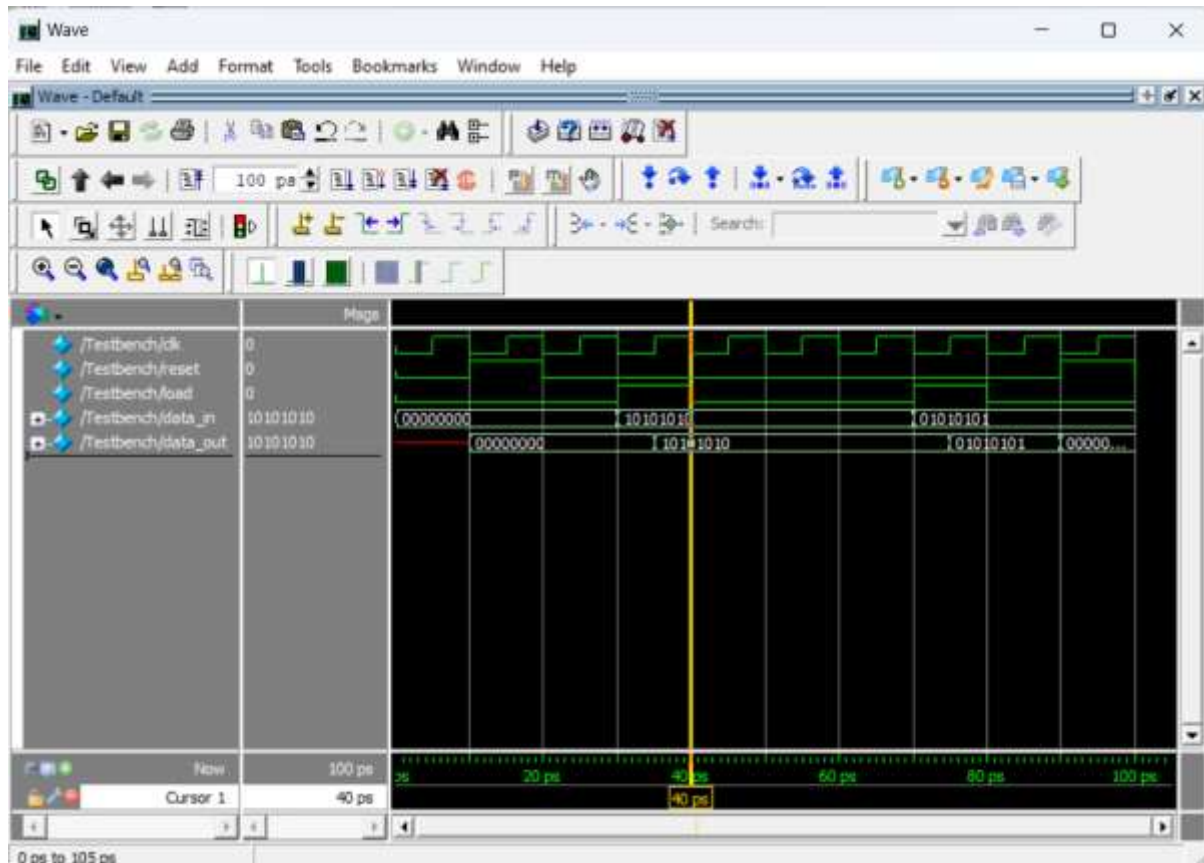 Wave
File Edit View Add Format Tools Bookmarks Window Help
Wave - Default
100 ps
Search:
Msgs
/Testbench/clk 0
/Testbench/reset 0
/Testbench/load 0
/Testbench/data_in 10101010 00000000 10101010 01010101
/Testbench/data_out 10101010 00000000 10101010 01010101 00000...
Now 100 ps ps 20 ps 40 ps 60 ps 80 ps 100 ps
Cursor 1 40 ps 40 ps
0 ps to 105 ps